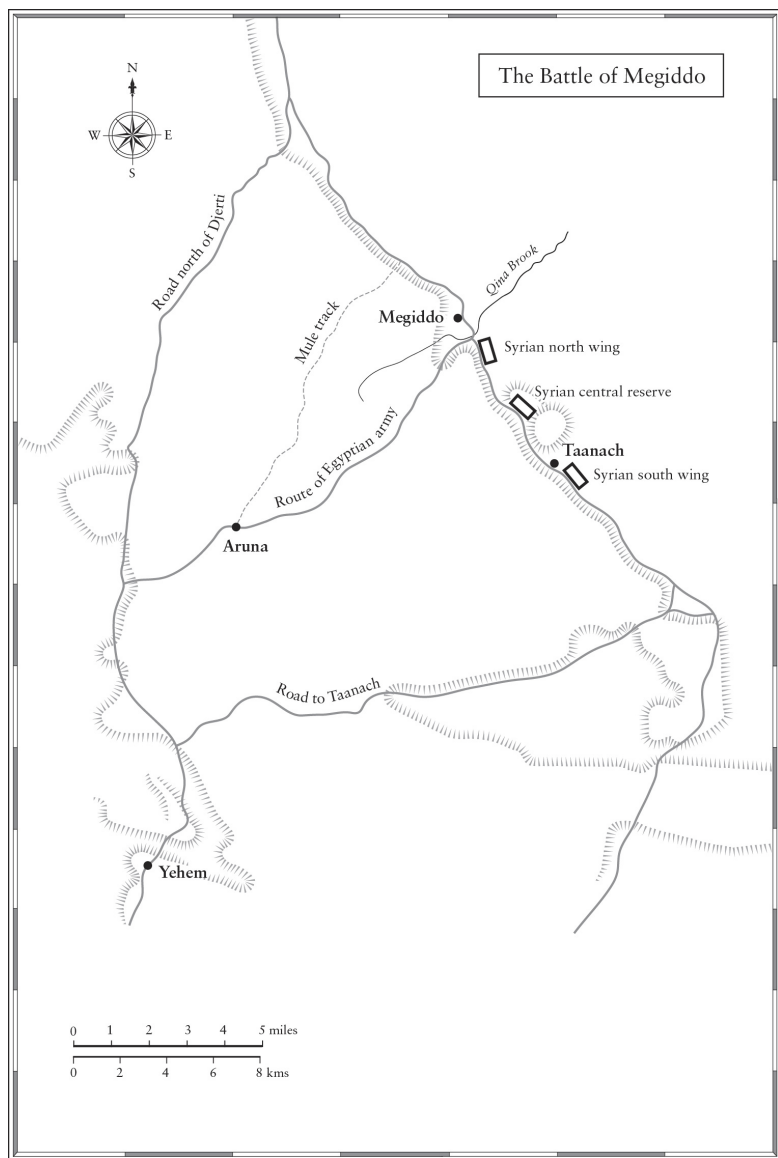 The Battle of Megiddo
N
W
E
S
Road north of Djerti
Qina Brook
Mule track
Megiddo
Syrian north wing
Syrian central reserve
Route of Egyptian army
Taanach
Syrian south wing
Aruna
Road to Taanach
Yehem
0 1 2 3 4 5 miles
0 2 4 6 8 kms